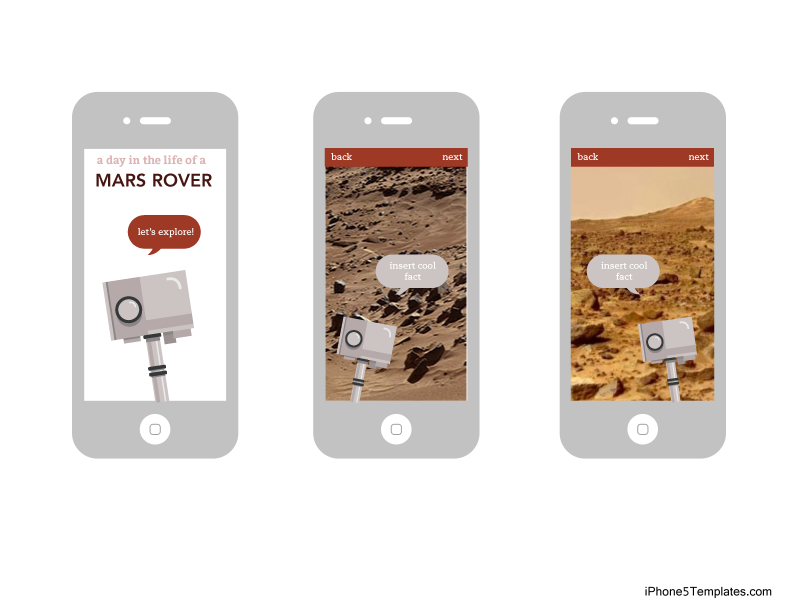 a day in the life of a
MARS ROVER
let's explore!
back
next
insert cool
fact
back
next
insert cool
fact
iPhone5Templates.com